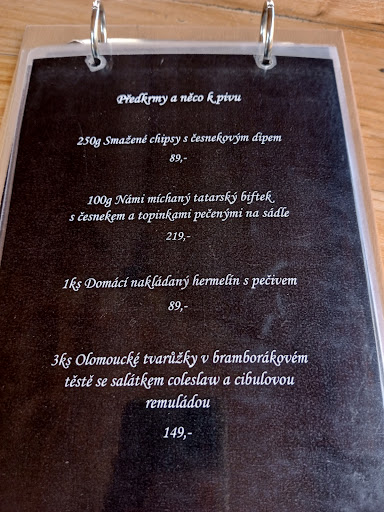 Předkrmy a něco k pivu
250g Smažené chipsy s česnekovým dipem
89,-
100g Námi míchaný tatarský biftek
s česnekem a topinkami pečenými na sádle
219,-
1ks Domácí nakládaný hermelín s pečivem
89,-
3ks Olomoucké tvarůžky v bramborákovém
těstě se salátkem coleslaw a cibulovou
remuládou
149,-